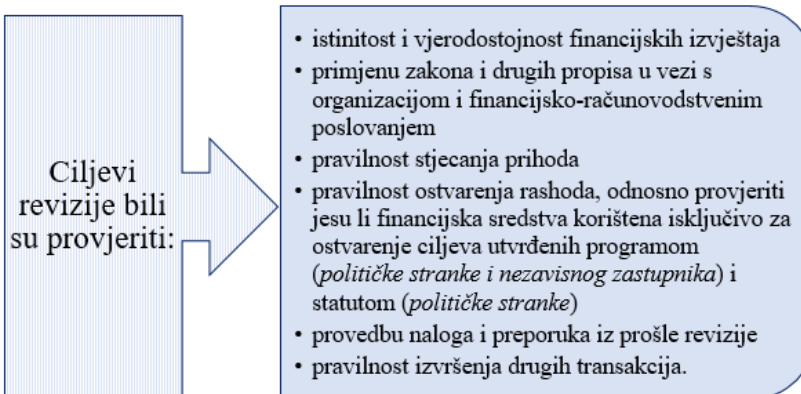 Ciljevi
revizije bili
su provjeriti:
• istinitost i vjerodostojnost financijskih izvještaja
• primjenu zakona i drugih propisa u vezi s
organizacijom i financijsko-računovodstvenim
poslovanjem
• pravilnost stjecanja prihoda
• pravilnost ostvarenja rashoda, odnosno provjeriti
jesu li financijska sredstva korištena isključivo za
ostvarenje ciljeva utvrđenih programom
(političke stranke i nezavisnog zastupnika) i
statutom (političke stranke)
• provedbu naloga i preporuka iz prošle revizije
• pravilnost izvršenja drugih transakcija.